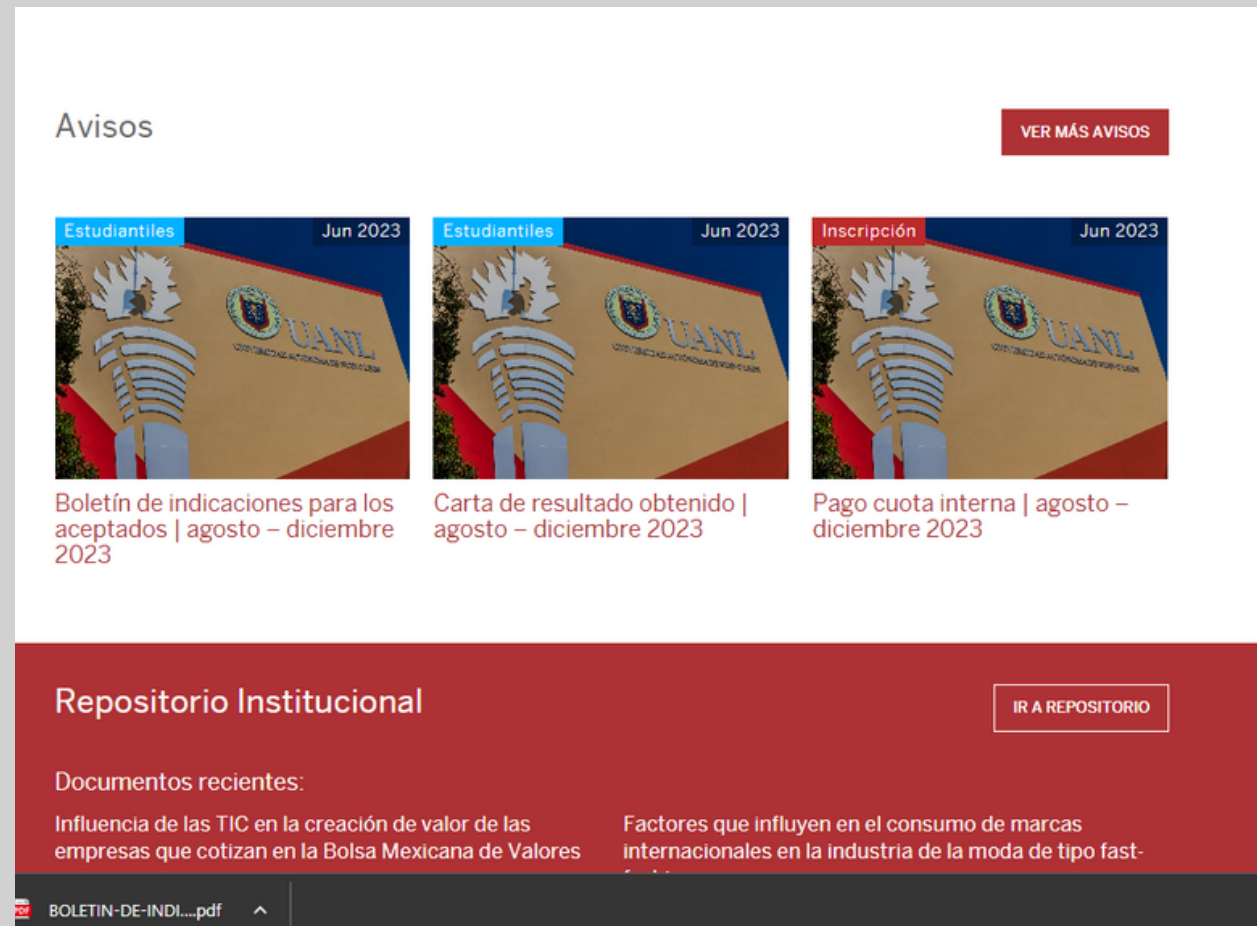 Avisos
VER MÁS AVISOS
Estudiantiles
Jun 2023
UANL
Estudiantiles
Jun 2023
UANL
Inscripción
Jun 2023
UANL
Boletín de indicaciones para los
aceptados | agosto – diciembre
2023
Carta de resultado obtenido |
agosto – diciembre 2023
Pago cuota interna | agosto –
diciembre 2023
Repositorio Institucional
IR A REPOSITORIO
Documentos recientes:
Influencia de las TIC en la creación de valor de las
empresas que cotizan en la Bolsa Mexicana de Valores
Factores que influyen en el consumo de marcas
internacionales en la industria de la moda de tipo fast-
BOLETIN-DE-INDI....pdf